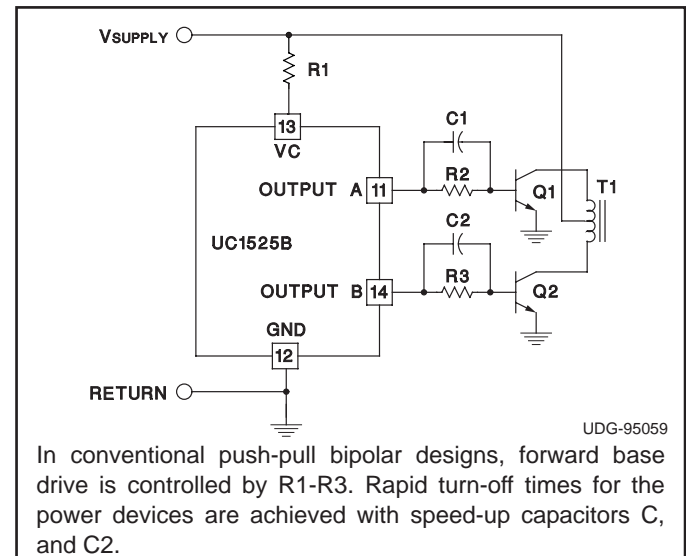 VSUPPLY
R1
13
VC
C1
OUTPUT A 11
R2
Q1
T1
UC1525B
C2
OUTPUT B 14
R3
Q2
GND
12
RETURN
UDG-95059
In conventional push-pull bipolar designs, forward base
drive is controlled by R1-R3. Rapid turn-off times for the
power devices are achieved with speed-up capacitors C,
and C2.